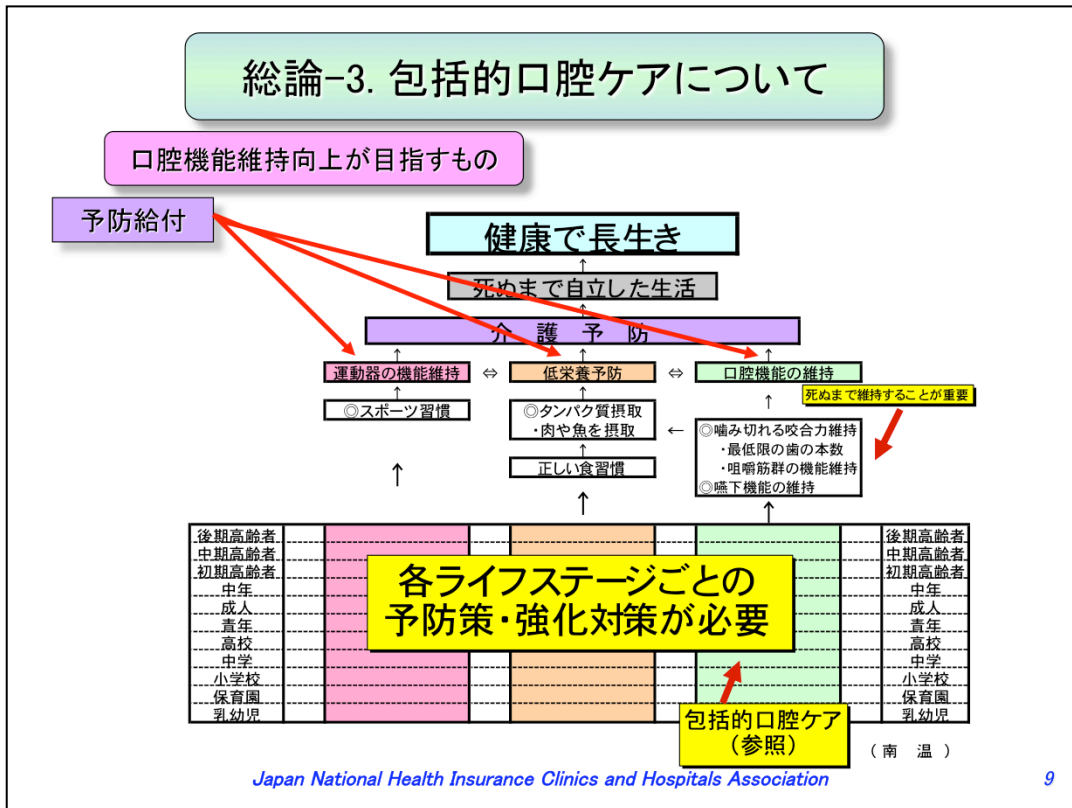 総論-3. 包括的口腔ケアについて
口腔機能維持向上が目指すもの
予防給付
健康で長生き
↑
死ぬまで自立した生活
↑
介 護 予 防
↑ ↑ ↑
運動器の機能維持 ⇔ 低栄養予防 ⇔ 口腔機能の維持
死ぬまで維持することが重要
↑ ↑ ↑
◎スポーツ習慣
◎タンパク質摂取
・肉や魚を摂取
←
◎噛み切れる咬合力維持
・最低限の歯の本数
・咀嚼筋群の機能維持
◎嚥下機能の維持
↑
正しい食習慣
↑ ↑ ↑
後期高齢者 後期高齢者
中期高齢者 中期高齢者
初期高齢者 初期高齢者
中年 中年
成人 成人
青年 青年
高校 高校
中学 中学
小学校 小学校
保育園 保育園
乳幼児 乳幼児
各ライフステージごとの
予防策・強化対策が必要
包括的口腔ケア
（参照）
（ 南 温 ）
Japan National Health Insurance Clinics and Hospitals Association
9